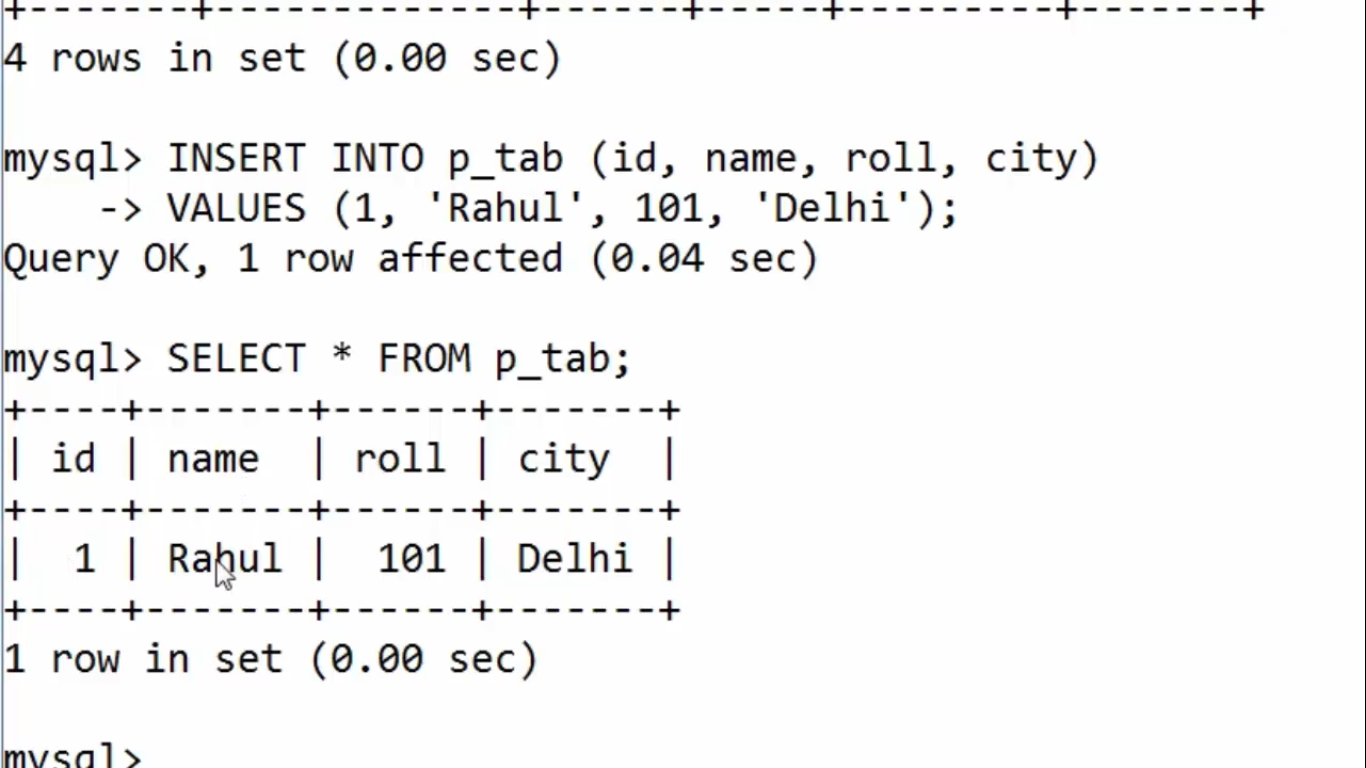 +-------+--------------+------+-----+---------+-------+
4 rows in set (0.00 sec)
mysql> INSERT INTO p_tab (id, name, roll, city)
    -> VALUES (1, 'Rahul', 101, 'Delhi');
Query OK, 1 row affected (0.04 sec)
mysql> SELECT * FROM p_tab;
+----+-------+------+-------+
| id | name  | roll | city  |
+----+-------+------+-------+
|  1 | Rahul |  101 | Delhi |
+----+-------+------+-------+
1 row in set (0.00 sec)
mysql>